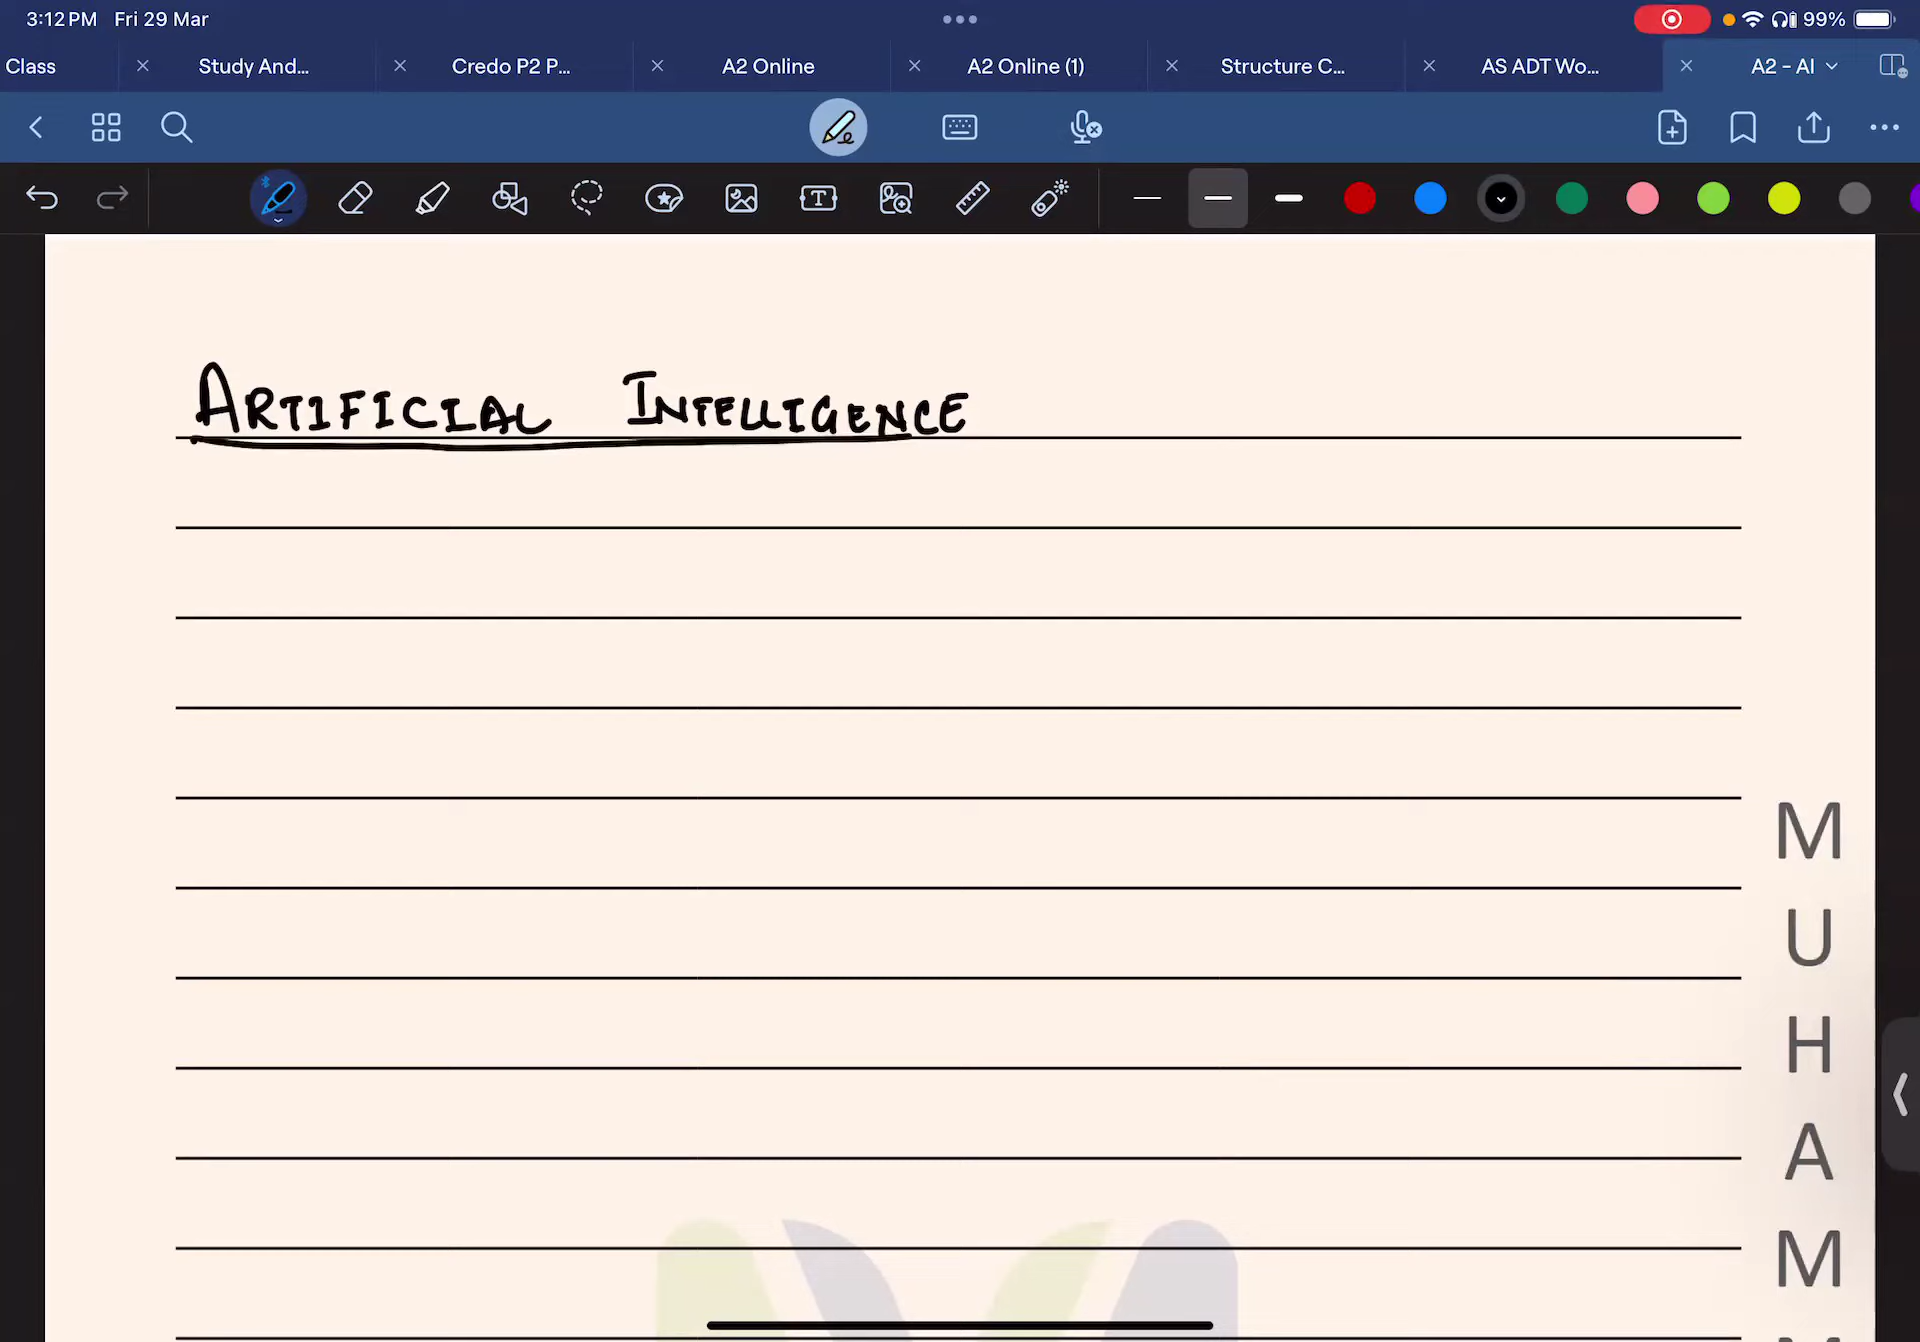 3:12 PM Fri 29 Mar
99%
Class
Study And...
Credo P2 P...
A2 Online
A2 Online (1)
Structure C...
AS ADT Wo...
A2 - AI
ARTIFICIAL INTELLIGENCE
M
U
H
A
M